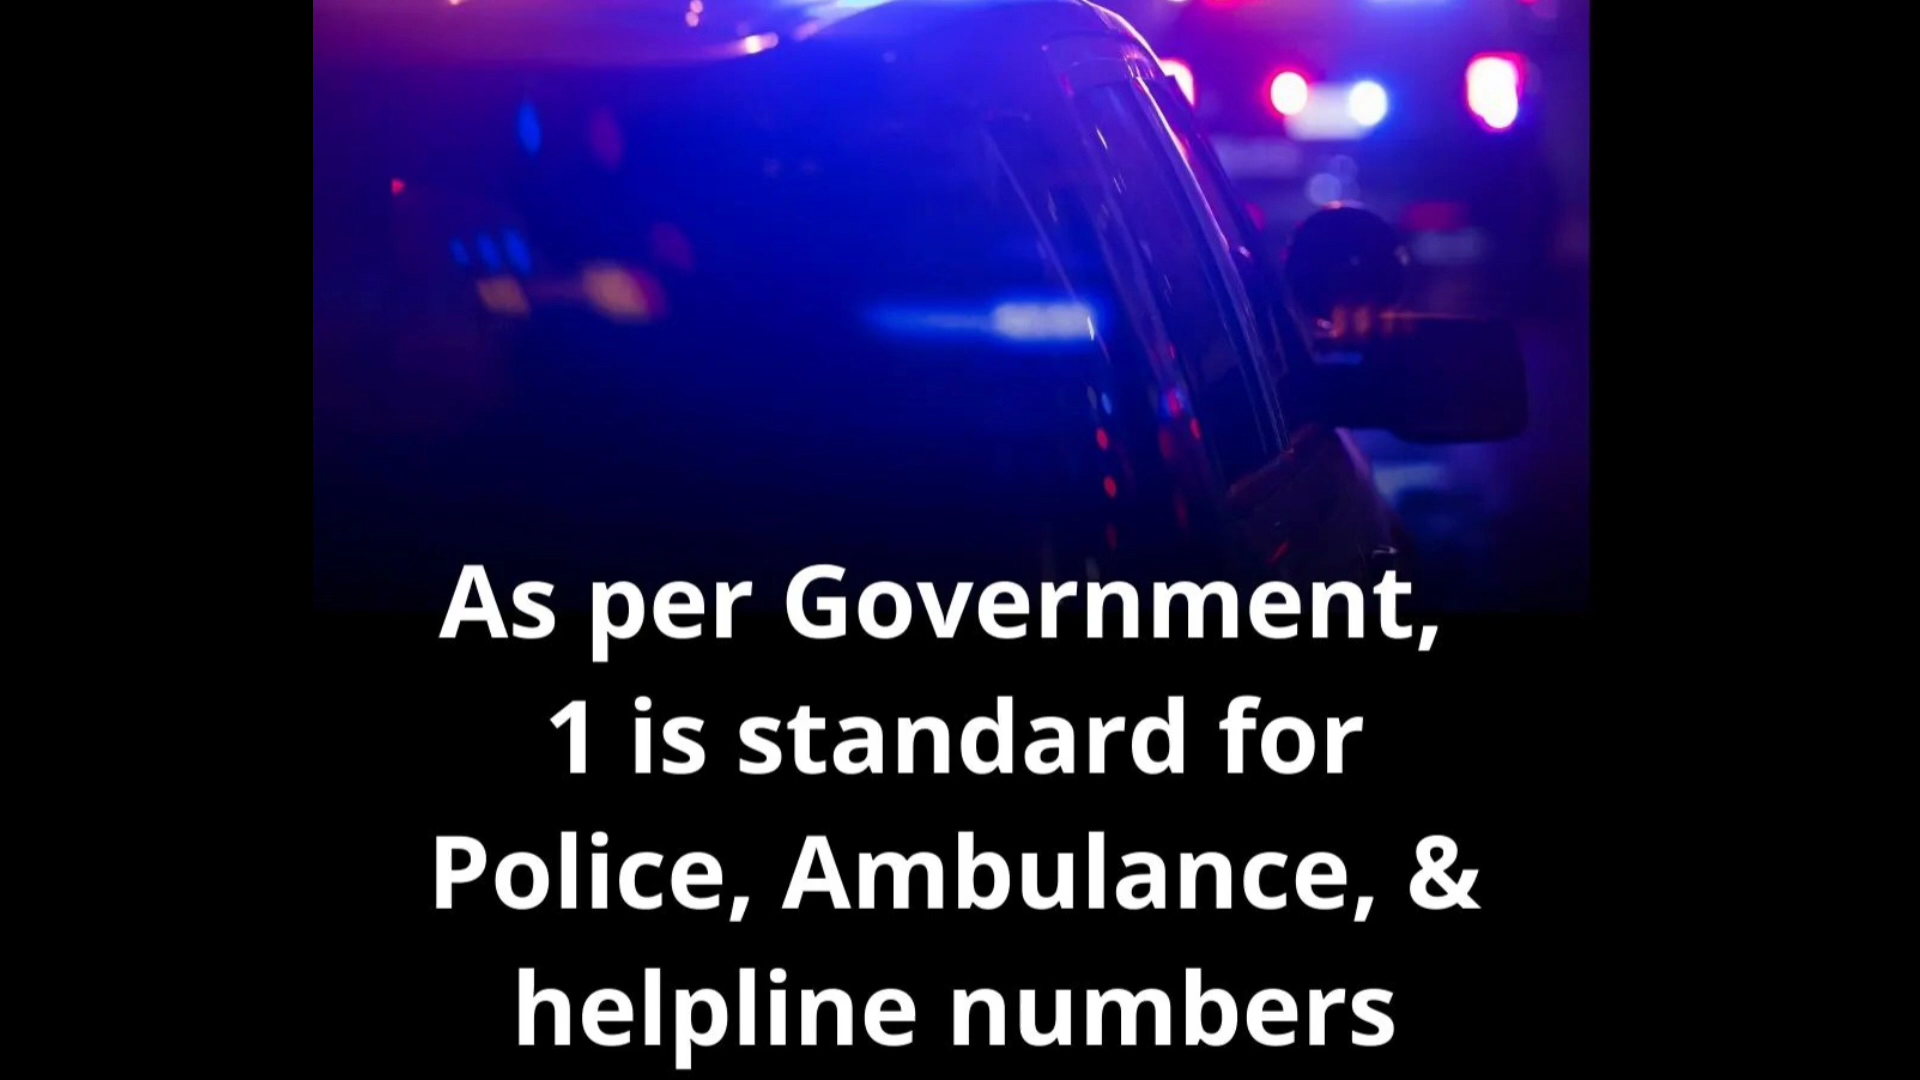 As per Government,
1 is standard for
Police, Ambulance, &
helpline numbers